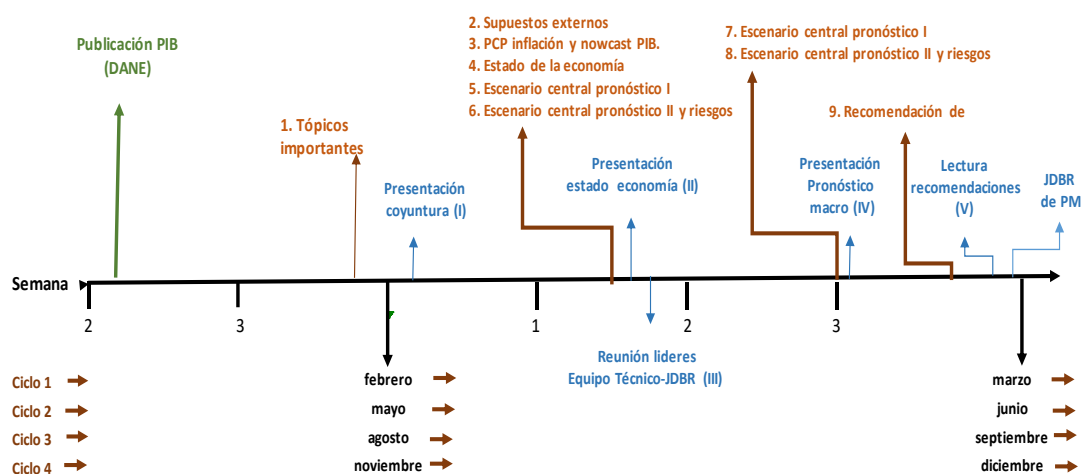 Publicación PIB
(DANE)
1. Tópicos
importantes
Presentación
coyuntura (I)
2. Supuestos externos
3. PCP inflación y nowcast PIB.
4. Estado de la economía
5. Escenario central pronóstico I
6. Escenario central pronóstico II y riesgos
Presentación
estado economía (II)
7. Escenario central pronóstico I
8. Escenario central pronóstico II y riesgos
9. Recomendación de
Presentación
Pronóstico
macro (IV)
Lectura
recomendaciones
(V)
JDBR
de PM
Semana
2
3
1
2
3
Reunión lideres
Equipo Técnico-JDBR (III)
Ciclo 1
febrero
marzo
Ciclo 2
mayo
junio
Ciclo 3
agosto
septiembre
Ciclo 4
noviembre
diciembre